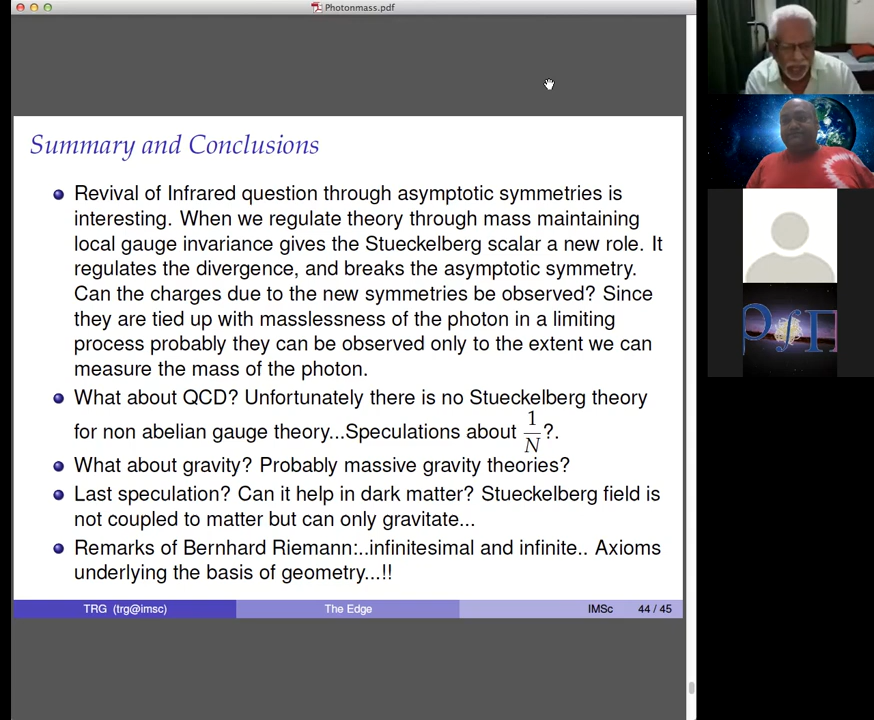 Photonmass.pdf
Summary and Conclusions
Revival of Infrared question through asymptotic symmetries is
interesting. When we regulate theory through mass maintaining
local gauge invariance gives the Stueckelberg scalar a new role. It
regulates the divergence, and breaks the asymptotic symmetry.
Can the charges due to the new symmetries be observed? Since
they are tied up with masslessness of the photon in a limiting
process probably they can be observed only to the extent we can
measure the mass of the photon.
What about QCD? Unfortunately there is no Stueckelberg theory
for non abelian gauge theory...Speculations about 1/N?.
What about gravity? Probably massive gravity theories?
Last speculation? Can it help in dark matter? Stueckelberg field is
not coupled to matter but can only gravitate...
Remarks of Bernhard Riemann:..infinitesimal and infinite.. Axioms
underlying the basis of geometry...!!
TRG (trg@imsc) The Edge IMSc 44 / 45